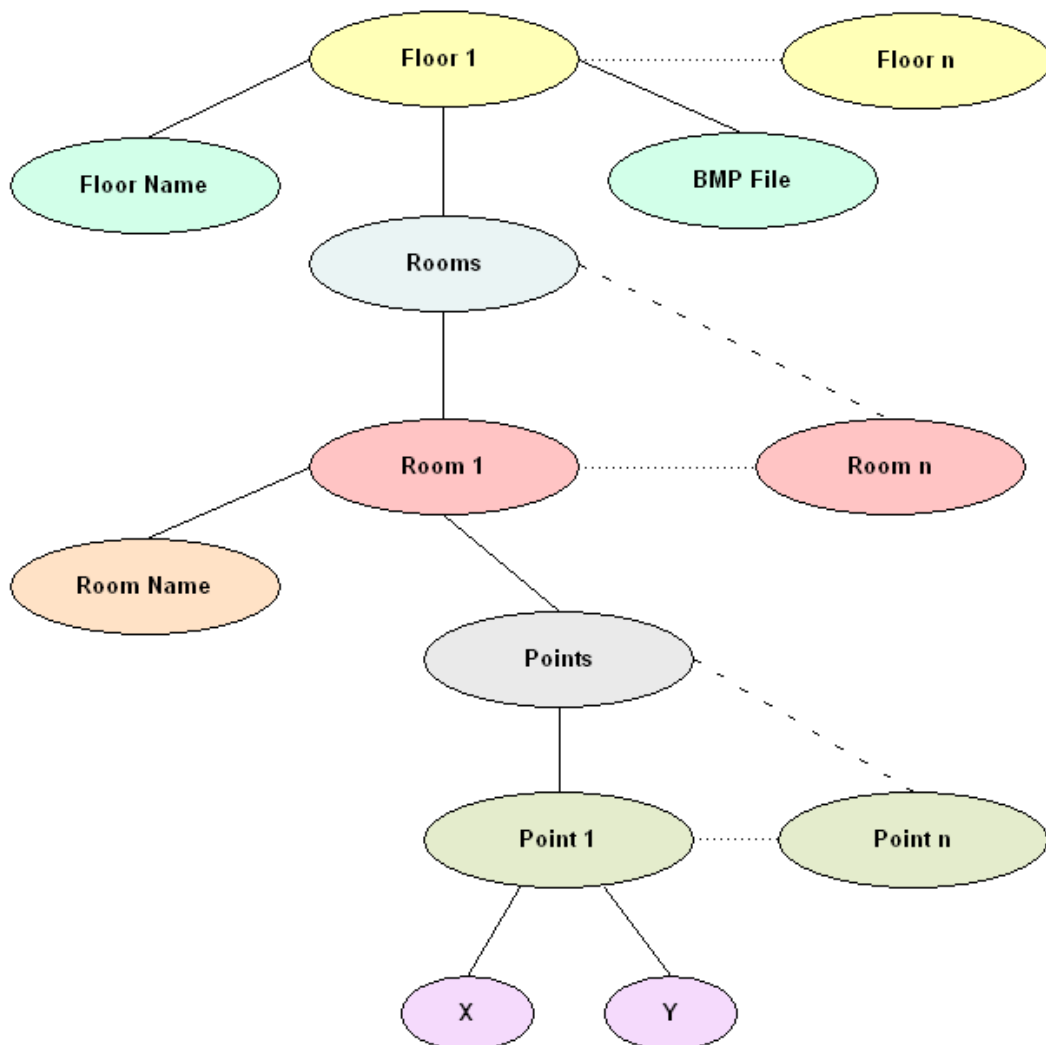 Floor 1
Floor n
Floor Name
BMP File
Rooms
Room 1
Room n
Room Name
Points
Point 1
Point n
X
Y